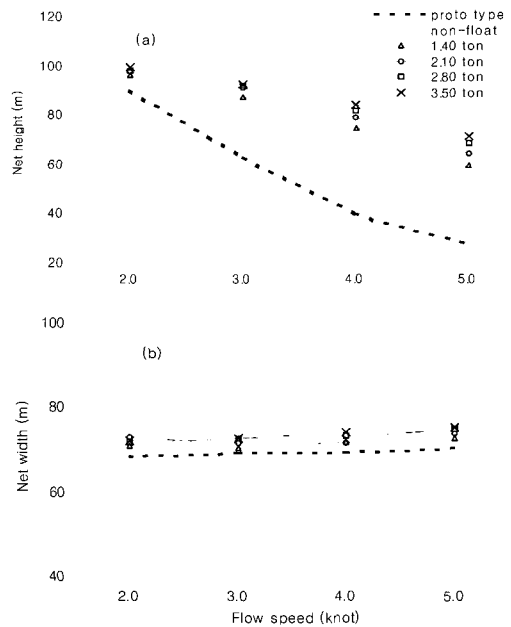 120
100
80
60
40
20
Net height (m)
(a)
proto type
non-float
1.40 ton
2.10 ton
2.80 ton
3.50 ton
2.0 3.0 4.0 5.0
100
80
60
40
Net width (m)
(b)
2.0 3.0 4.0 5.0
Flow speed (knot)